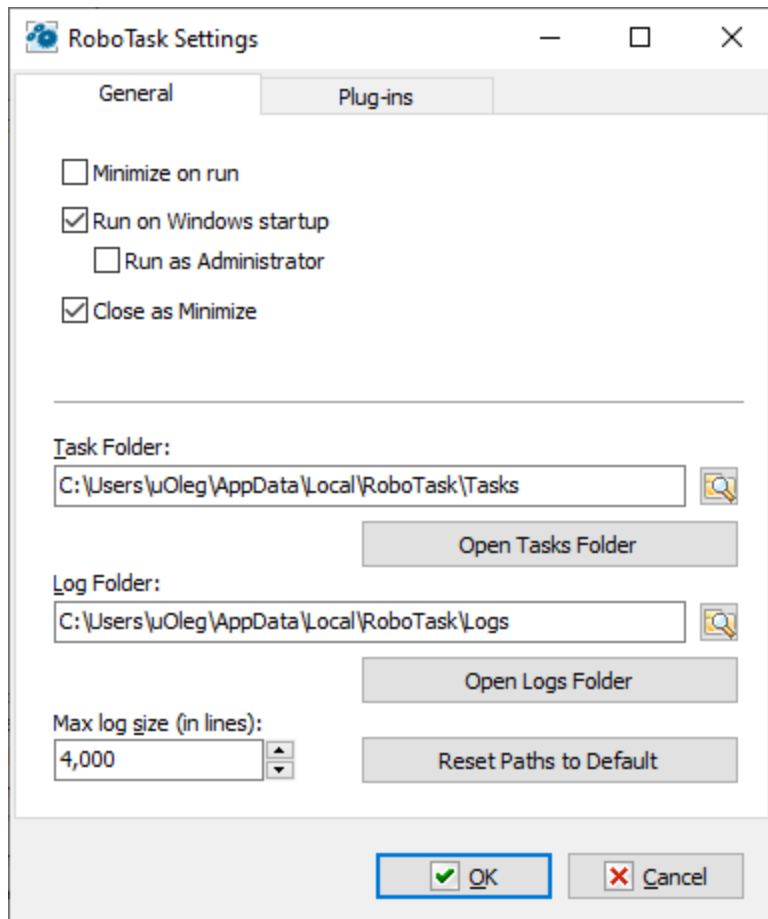 RoboTask Settings
General
Plug-ins
Minimize on run
Run on Windows startup
Run as Administrator
Close as Minimize
Task Folder:
C:\Users\µOleg\AppData\Local\RoboTask\Tasks
Open Tasks Folder
Log Folder:
C:\Users\µOleg\AppData\Local\RoboTask\Logs
Open Logs Folder
Max log size (in lines):
4,000
Reset Paths to Default
OK
Cancel